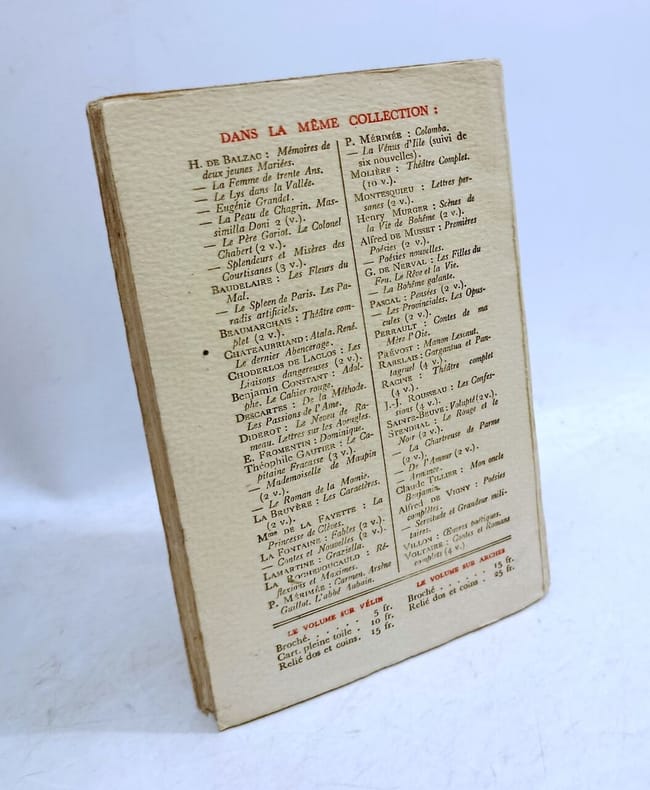 DANS LA MÊME COLLECTION :
H. DE BALZAC : Mémoires de
deux jeunes Mariées.
— La Femme de trente Ans.
— Le Lys dans la Vallée.
— Eugénie Grandet.
— La Peau de Chagrin. Mas-
similla Doni 2 (v.).
— Le Père Goriot. Le Colonel
Chabert (2 v.).
— Splendeurs et Misères des
Courtisanes (3 v.).
BAUDELAIRE : Les Fleurs du
Mal.
— Le Spleen de Paris. Les Pa-
radis artificiels.
BEAUMARCHAIS : Théâtre com-
plet (2 v.).
CHATEAUBRIAND : Atala. René.
Le dernier Abencerage.
CHODERLOS DE LACLOS : Les
Liaisons dangereuses (2 v.).
Benjamin CONSTANT : Adol-
phe. Le Cahier rouge.
DESCARTES : De la Méthode.
Les Passions de l'Ame.
DIDEROT : Le Neveu de Ra-
meau. Lettres sur les Aveugles.
E. FROMENTIN : Dominique.
Théophile GAUTIER : Le Ca-
pitaine Fracasse (3 v.).
— Mademoiselle de Maupin
(2 v.).
— Le Roman de la Momie.
LA BRUYÈRE : Les Caractères.
(2 v.).
Mme DE LA FAYETTE : La
Princesse de Clèves.
LA FONTAINE : Fables (2 v.).
— Contes et Nouvelles (2 v.).
LAMARTINE : Graziella.
LA ROCHEFOUCAULD : Ré-
flexions et Maximes.
P. MÉRIMÉE : Carmen. Arsène
Guillot. L'abbé Aubain.
P. MÉRIMÉE : Colomba.
— La Vénus d'Ille (suivi de
six nouvelles).
MOLIÈRE : Théâtre Complet.
(10 v.).
MONTESQUIEU : Lettres per-
sanes (2 v.).
Henry MURGER : Scènes de
la Vie de Bohême (2 v.).
Alfred DE MUSSET : Premières
Poésies (2 v.).
— Poésies nouvelles.
G. DE NERVAL : Les Filles du
Feu. Le Rêve et la Vie.
— La Bohême galante.
PASCAL : Pensées (2 v.).
— Les Provinciales. Les Opus-
cules (2 v.).
PERRAULT : Contes de ma
Mère l'Oie.
PRÉVOST : Manon Lescaut.
RABELAIS : Gargantua et Pan-
tagruel (4 v.).
RACINE : Théâtre complet
(4 v.).
J.-J. ROUSSEAU : Les Confes-
sions (4 v.).
SAINTE-BEUVE : Volupté (2 v.).
STENDHAL : Le Rouge et le
Noir (2 v.).
— La Chartreuse de Parme
(2 v.).
— De l'Amour (2 v.).
— Armance.
Claude TILLIER : Mon oncle
Benjamin.
Alfred DE VIGNY : Poésies
complètes.
— Servitude et Grandeur mili-
taires.
VILLON : Œuvres poétiques.
VOLTAIRE : Contes et Romans
complets (4 v.)
LE VOLUME SUR VÉLIN
Broché . . . . . . 5 fr.
Cart. pleine toile . 10 fr.
Relié dos et coins. 15 fr.
LE VOLUME SUR ARCHES
Broché . . . . . . 15 fr.
Relié dos et coins . 25 fr.